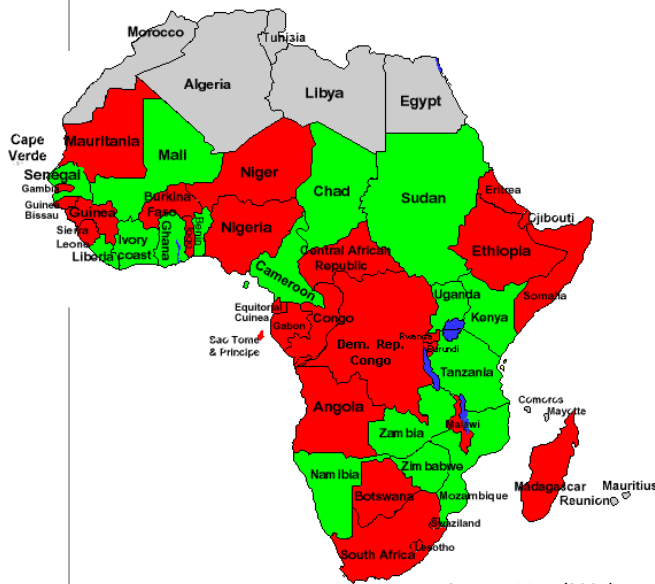 Morocco
Tunisia
Algeria
Libya
Egypt
Cape
Verde
Mauritania
Mali
Niger
Chad
Sudan
Eritrea
Senegal
Gambia
Guinea
Bissau
Guinea
Burkina
Faso
Nigeria
Djibouti
Ethiopia
Sierra
Leone
Liberia
Ivory
coast
Ghana
Togo
Benin
Cameroon
Central African
Republic
Somalia
Uganda
Kenya
Equitorial
Guinea
Gabon
Congo
Rwanda
Burundi
Sao Tome
& Principe
Dem. Rep.
Congo
Tanzania
Angola
Comoros
Mayotte
Malawi
Zambia
Namibia
Zimbabwe
Mozambique
Botswana
Madagascar
Reunion
Mauritius
Swaziland
Lesotho
South Africa